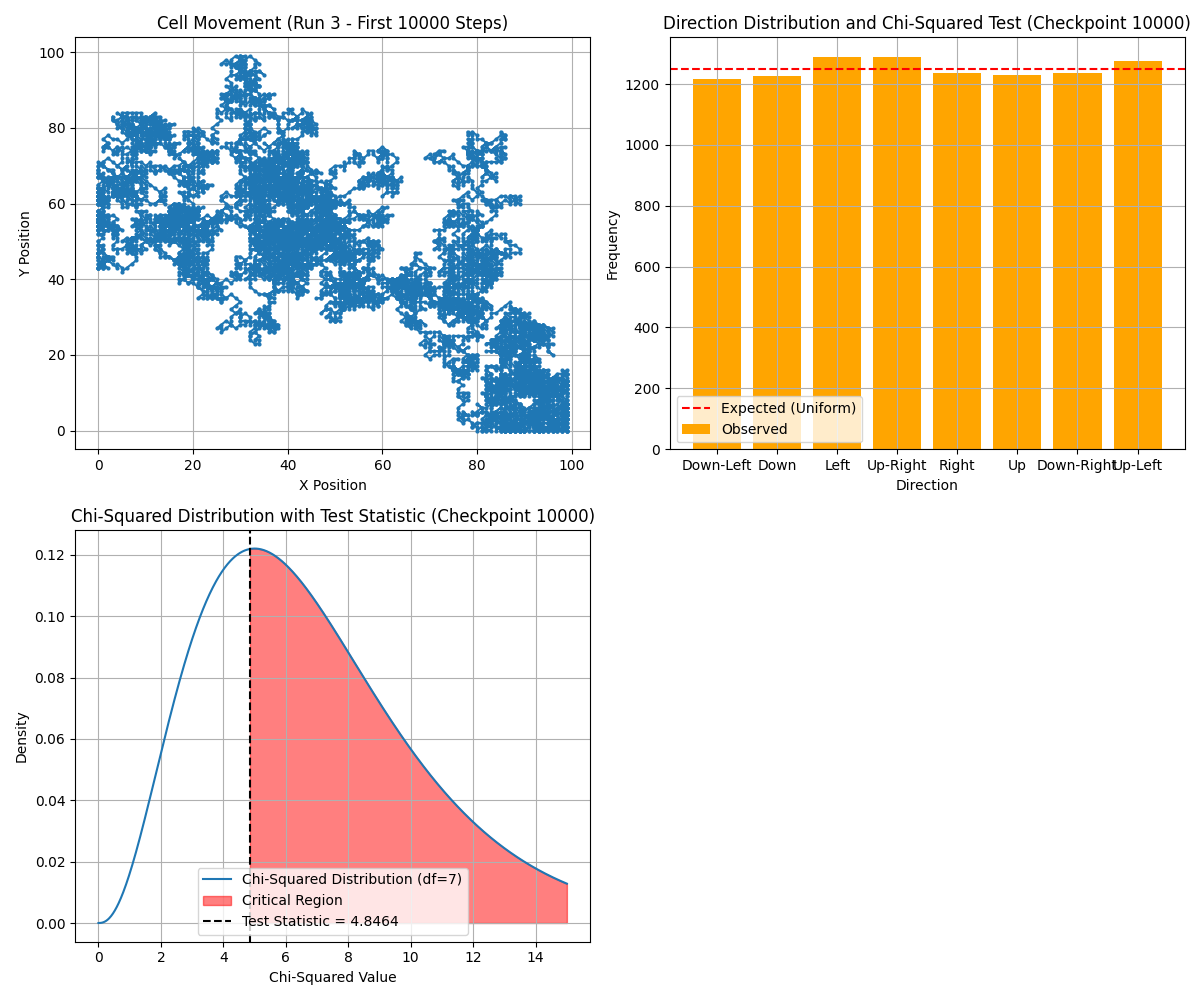 Cell Movement (Run 3 - First 10000 Steps)
100
80
60
40
20
0
Y Position
0 20 40 60 80 100
X Position
Direction Distribution and Chi-Squared Test (Checkpoint 10000)
1200
1000
800
600
400
200
0
Frequency
Expected (Uniform)
Observed
Down-Left Down Left Up-Right Right Up Down-Right Up-Left
Direction
Chi-Squared Distribution with Test Statistic (Checkpoint 10000)
0.12
0.10
0.08
0.06
0.04
0.02
0.00
Density
Chi-Squared Distribution (df=7)
Critical Region
Test Statistic = 4.8464
0 2 4 6 8 10 12 14
Chi-Squared Value